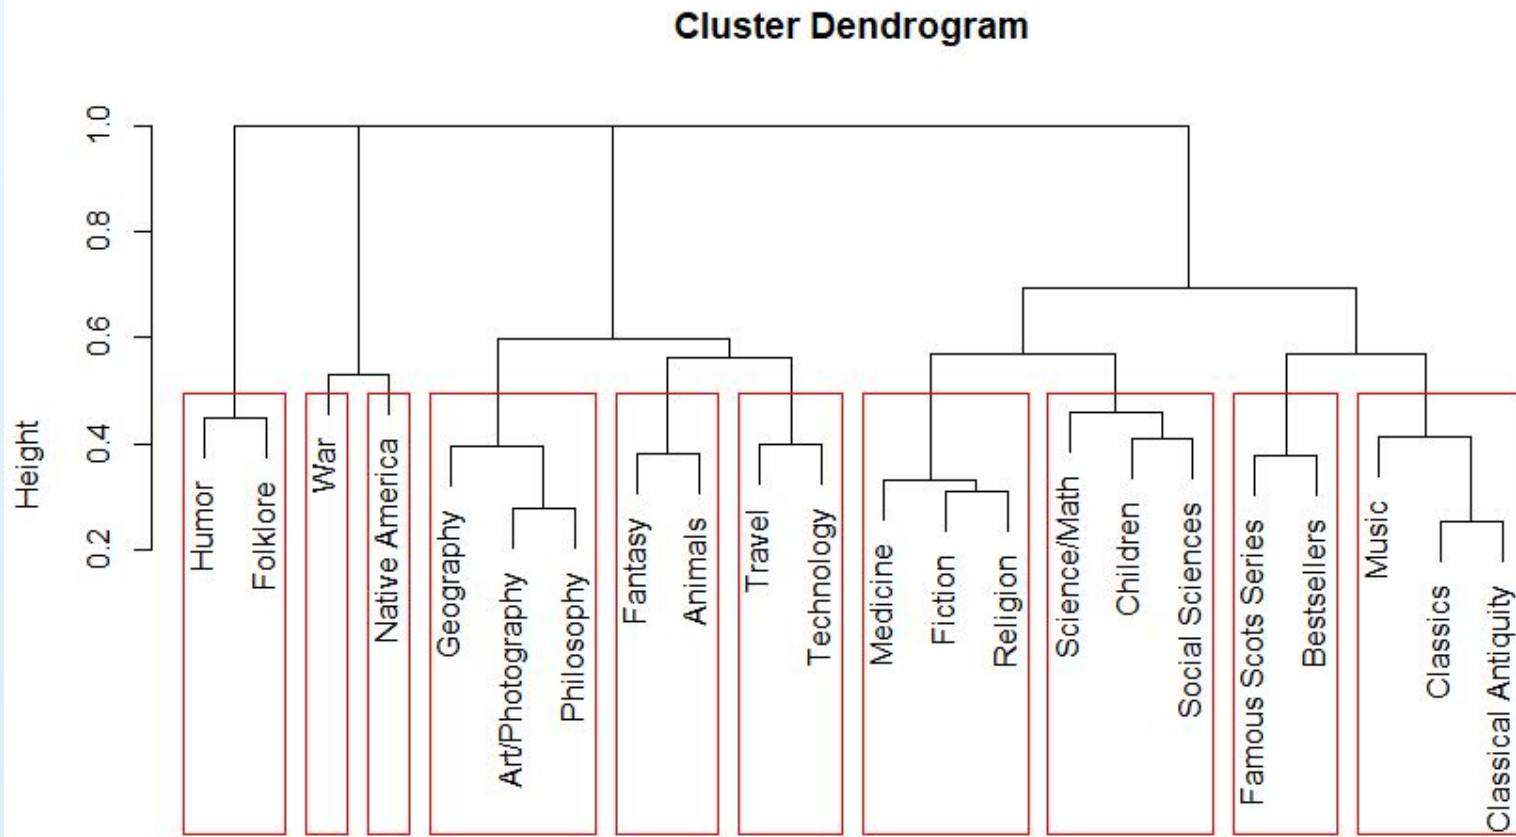 Cluster Dendrogram
Height
1.0
0.8
0.6
0.4
0.2
Humor
Folklore
War
Native America
Geography
Art/Photography
Philosophy
Fantasy
Animals
Travel
Technology
Medicine
Fiction
Religion
Science/Math
Children
Social Sciences
Famous Scots Series
Bestsellers
Music
Classics
Classical Antiquity